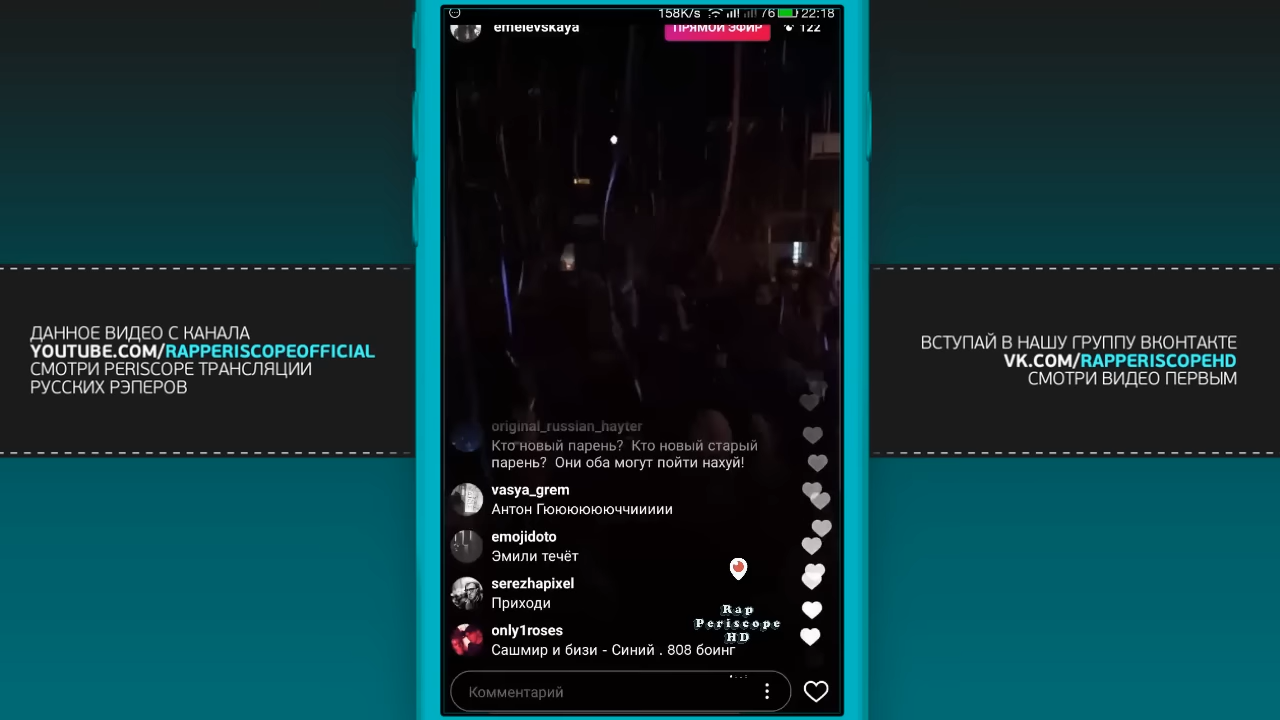 158K/s 76 22:18
emelevskaya
ПРЯМОЙ ЭФИР
122
ДАННОЕ ВИДЕО С КАНАЛА
YOUTUBE.COM/RAPPERISCOPEOFFICIAL
СМОТРИ PERISCOPE ТРАНСЛЯЦИИ
РУССКИХ РЭПЕРОВ
ВСТУПАЙ В НАШУ ГРУППУ ВКОНТАКТЕ
VK.COM/RAPPERISCOPEHD
СМОТРИ ВИДЕО ПЕРВЫМ
original_russian_hayter
Кто новый парень? Кто новый старый
парень? Они оба могут пойти нахуй!
vasya_grem
Антон Гююююююччиииии
emojidoto
Эмили течёт
serezhapixel
Приходи
only1roses
Сашмир и бизи - Синий . 808 боинг
Rap
Periscope
HD
Комментарий